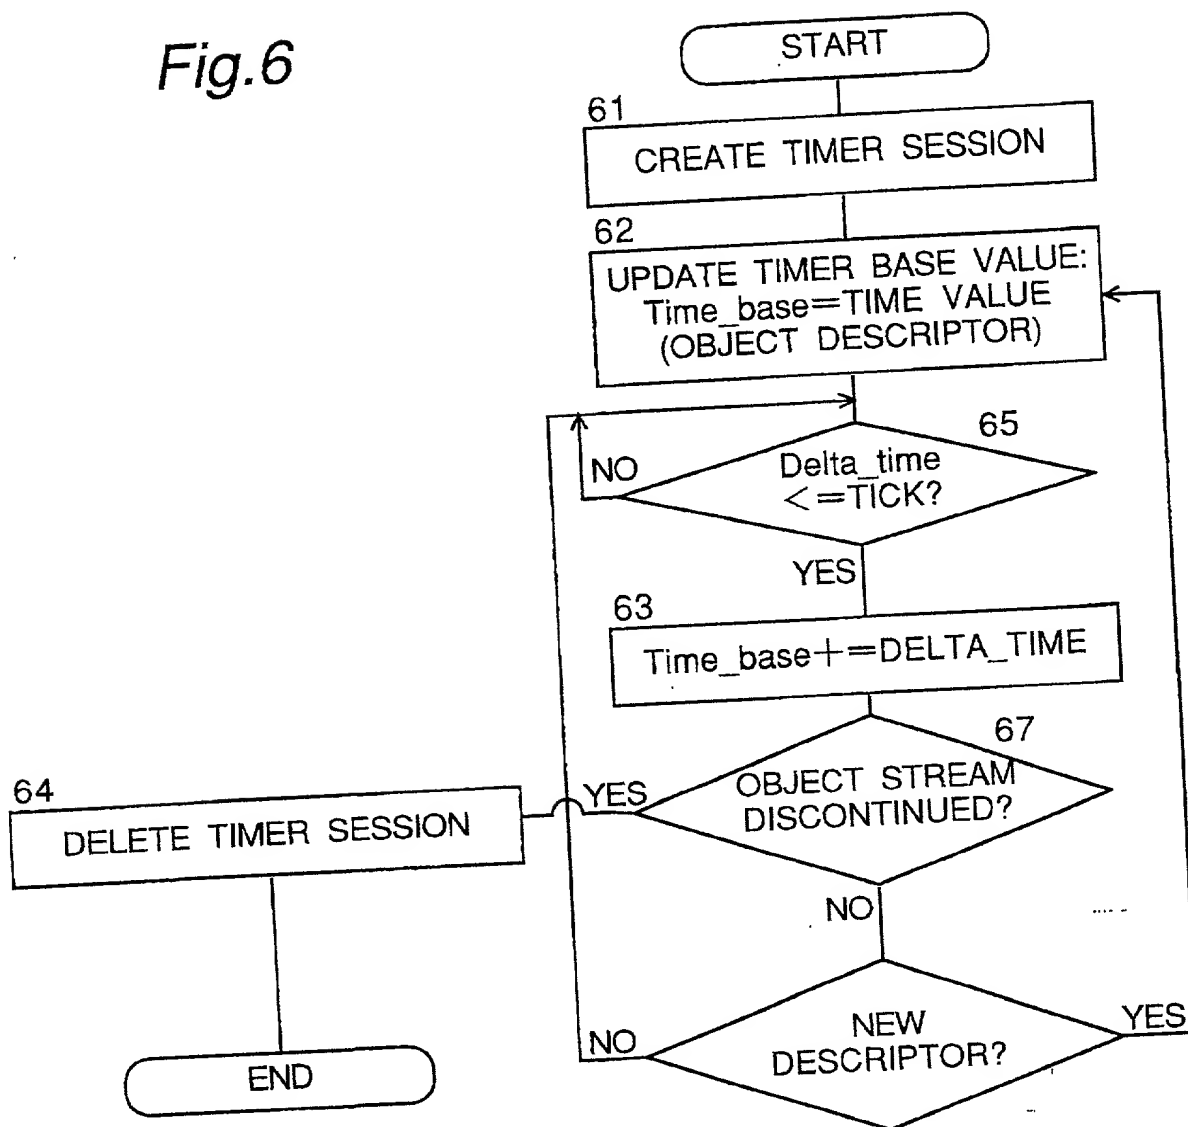 Fig.6
START
61
CREATE TIMER SESSION
62
UPDATE TIMER BASE VALUE:
Time_base=TIME VALUE
(OBJECT DESCRIPTOR)
65
NO
Delta_time
<=TICK?
YES
63
Time_base+=DELTA_TIME
67
64
YES
OBJECT STREAM
DISCONTINUED?
DELETE TIMER SESSION
NO
NO
NEW
DESCRIPTOR?
YES
END